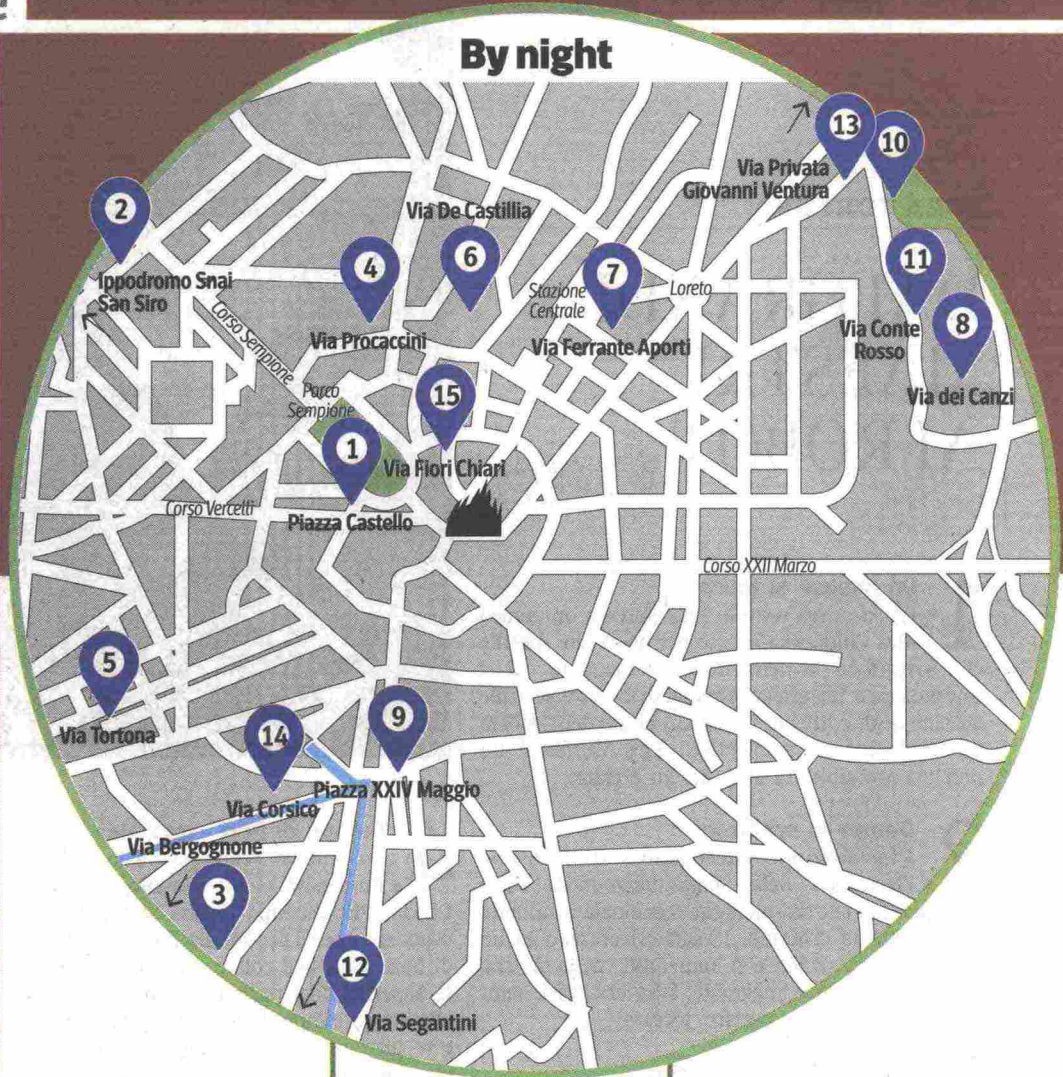 By night
13
10
Via Privata
Giovanni Ventura
2
Via De Castillia
4
6
7
11
Ippodromo Snai
San Siro
Stazione
Centrale
Loreto
8
Corso Sempione
Via Procaccini
Via Ferrante Aporti
Via Conte
Rosso
15
Parco
Sempione
Via dei Canzi
1
Via Fiori Chiari
Corso Vercelli
Piazza Castello
Corso XXII Marzo
5
9
Via Tortona
14
Piazza XXIV Maggio
Via Corsico
Via Bergognone
3
12
Via Segantini